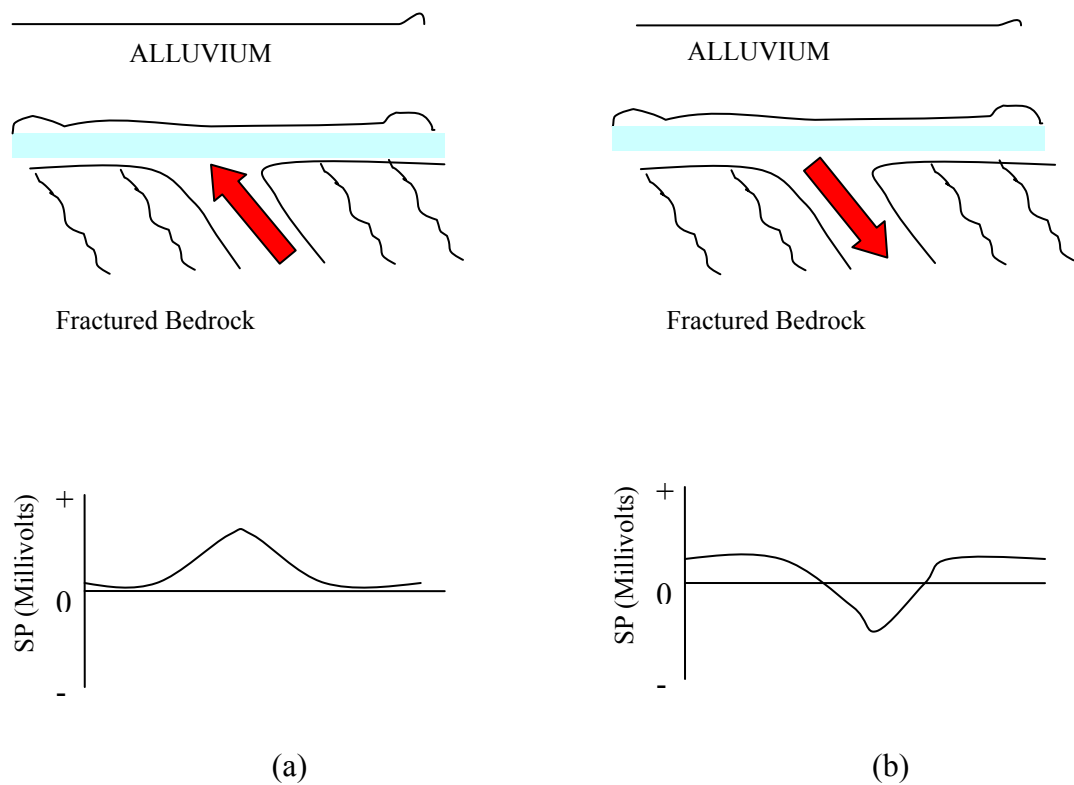 ALLUVIUM
Fractured Bedrock
+
SP (Millivolts)
0
-
(a)
ALLUVIUM
Fractured Bedrock
+
SP (Millivolts)
0
-
(b)